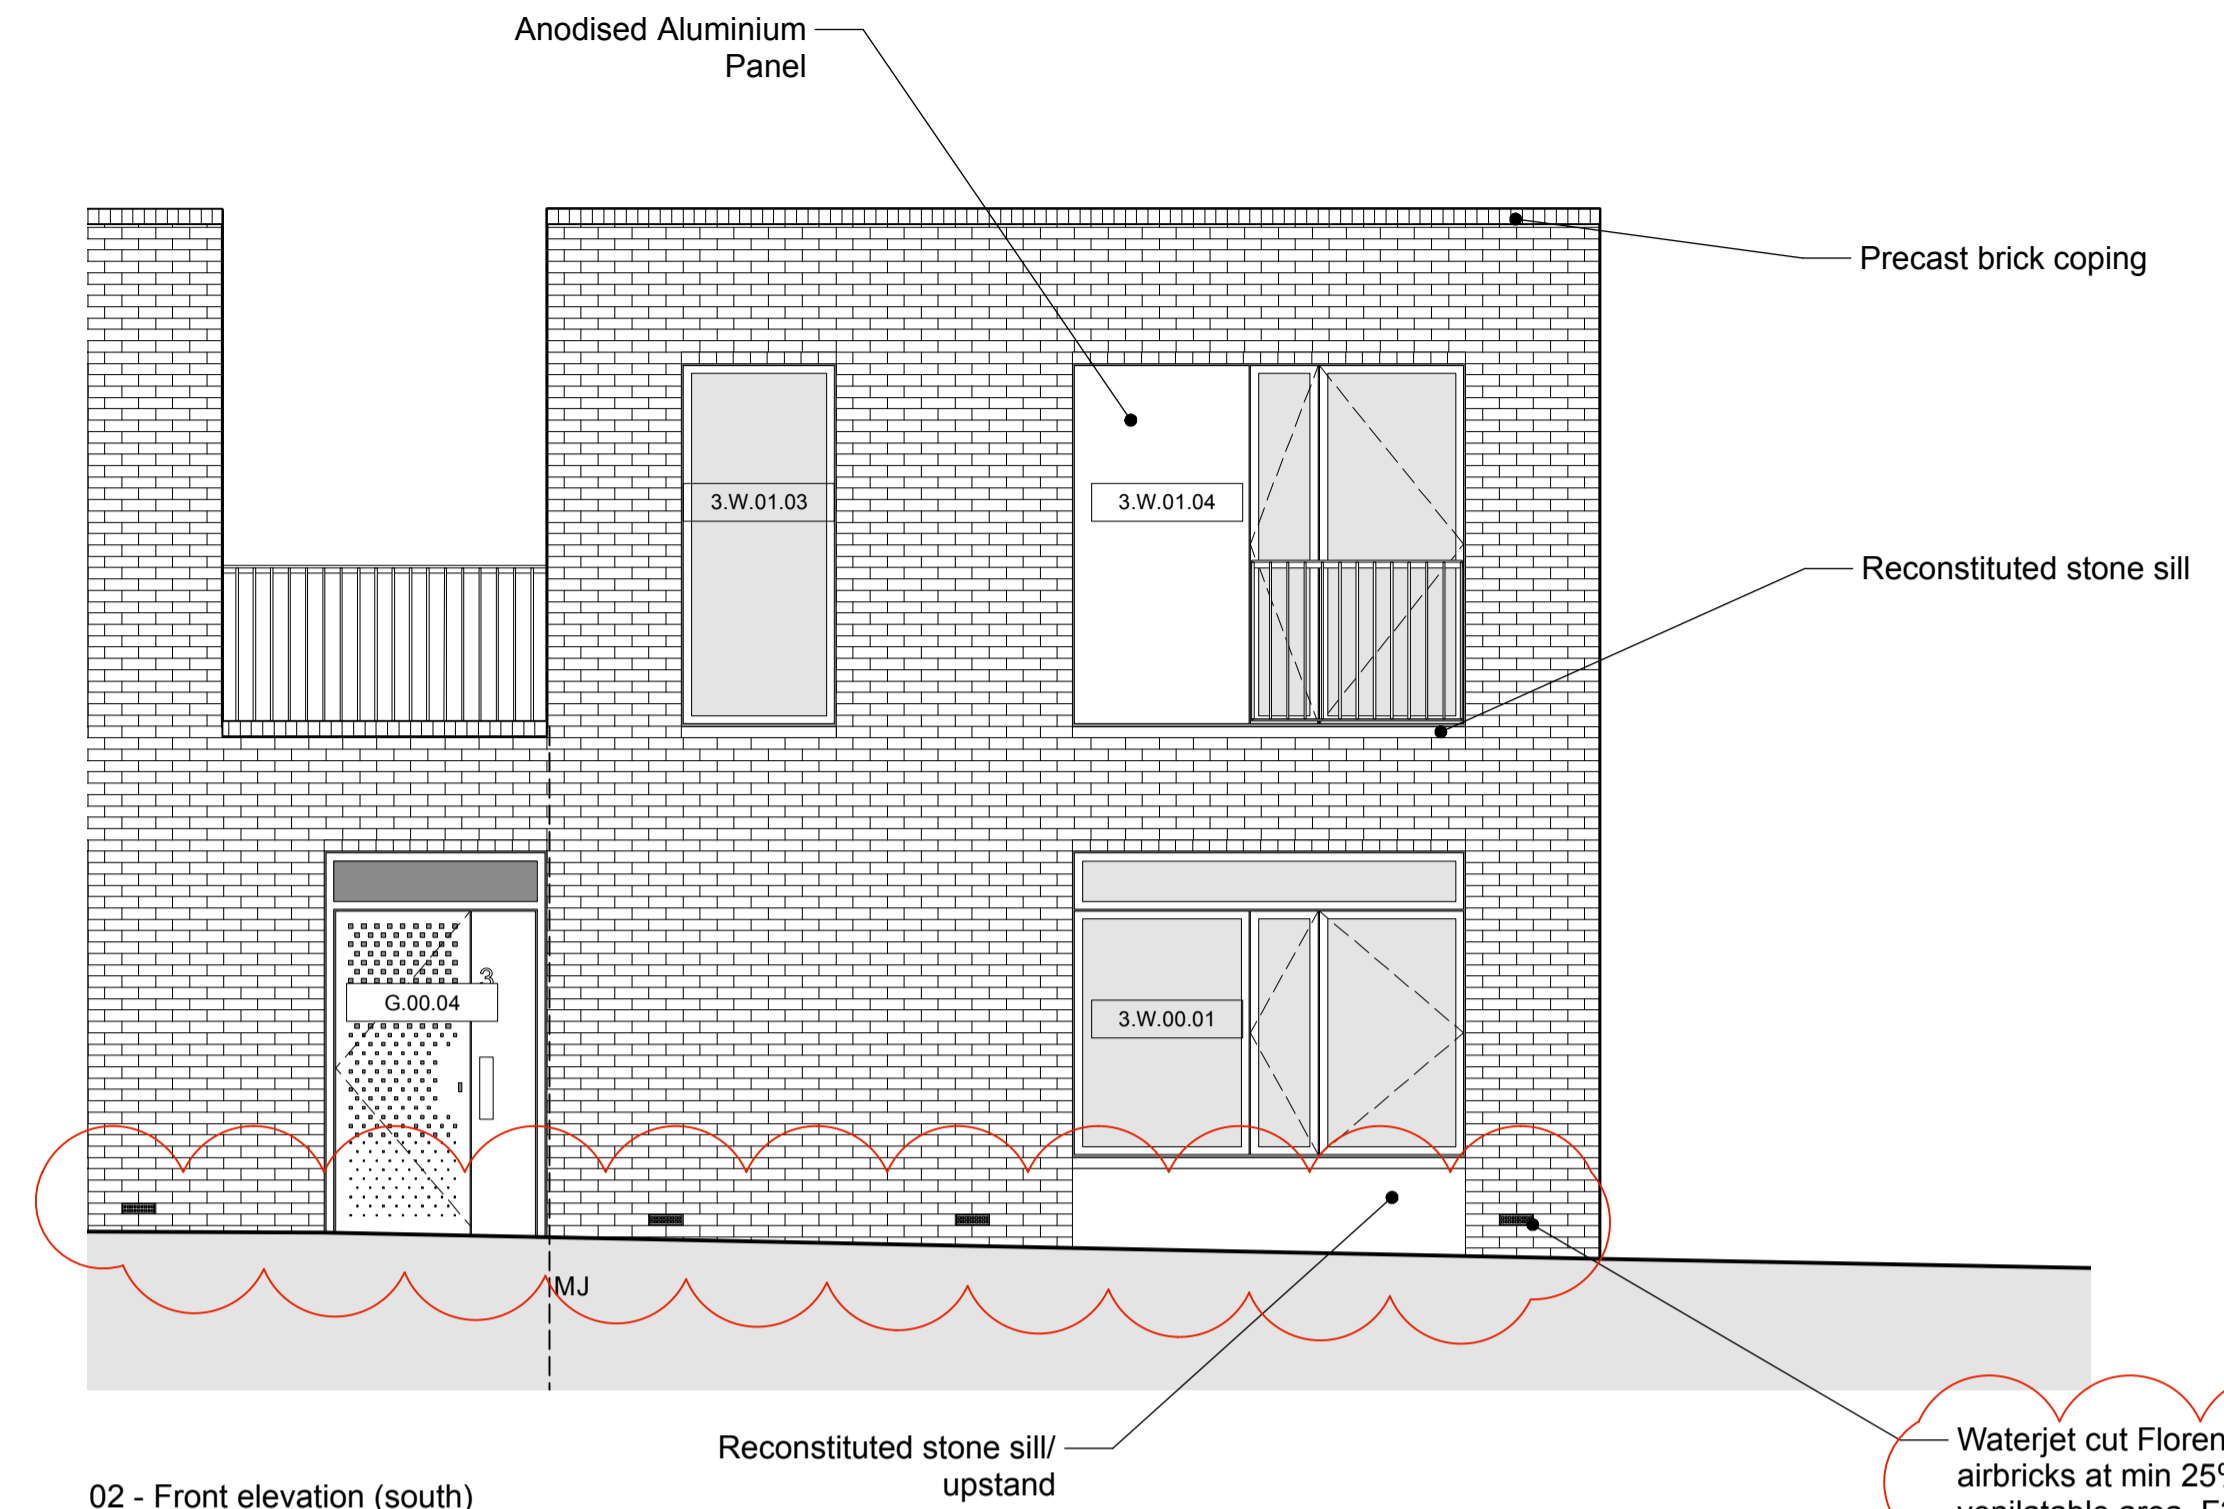 Anodised Aluminium
Panel
Precast brick coping
3.W.01.03
3.W.01.04
Reconstituted stone sill
3
G.00.04
3.W.00.01
MJ
Reconstituted stone sill/
upstand
Waterjet cut
airbricks at min
02 - Front elevation (south)